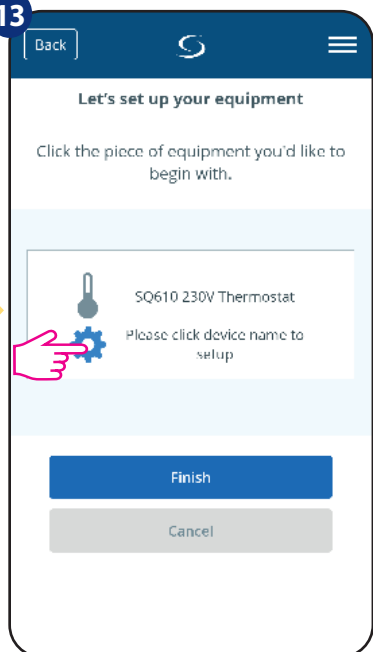 13
Back
Let's set up your equipment
Click the piece of equipment you'd like to
begin with.
SQ610 230V Thermostat
Please click device name to
setup
Finish
Cancel